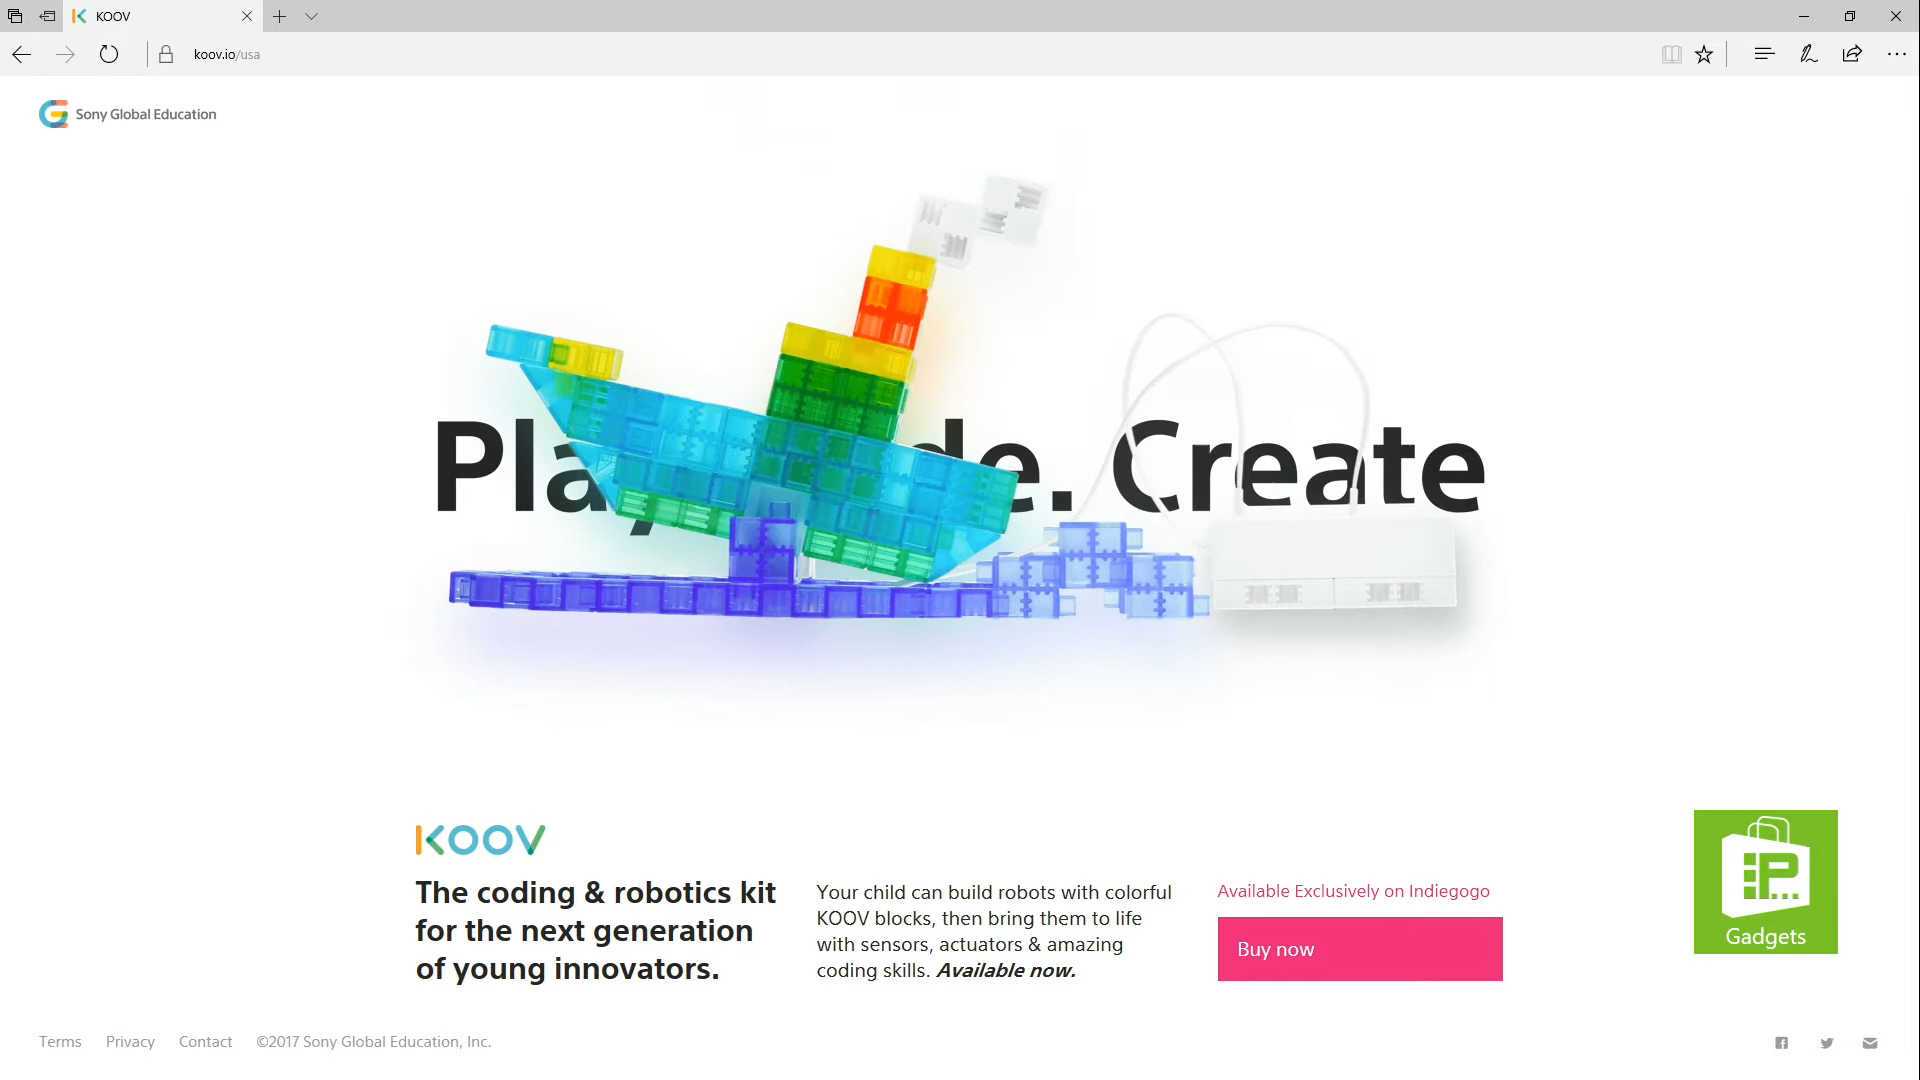 KOOV
koov.io/usa
Sony Global Education
Create
KOOV
The coding & robotics kit
for the next generation
of young innovators.
Your child can build robots with colorful
KOOV blocks, then bring them to life
with sensors, actuators & amazing
coding skills. Available now.
Available Exclusively on Indiegogo
Buy now
P...
Gadgets
Terms
Privacy
Contact
©2017 Sony Global Education, Inc.